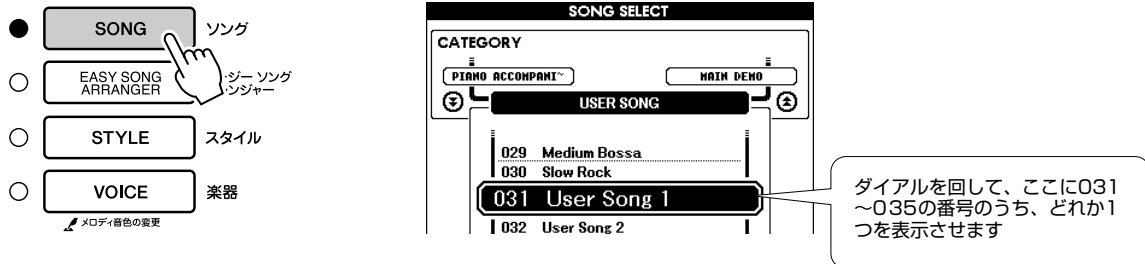 SONG
ソング
EASY SONG
ARRANGER
ジー ソング
ンジャー
STYLE
スタイル
VOICE
楽器
メロディ音色の変更
SONG SELECT
CATEGORY
PIANO ACCOMPANI~
MAIN DEMO
USER SONG
029 Medium Bossa
030 Slow Rock
031 User Song 1
032 User Song 2
ダイアルを回して、ここに031
~035の番号のうち、どれか1
つを表示させます